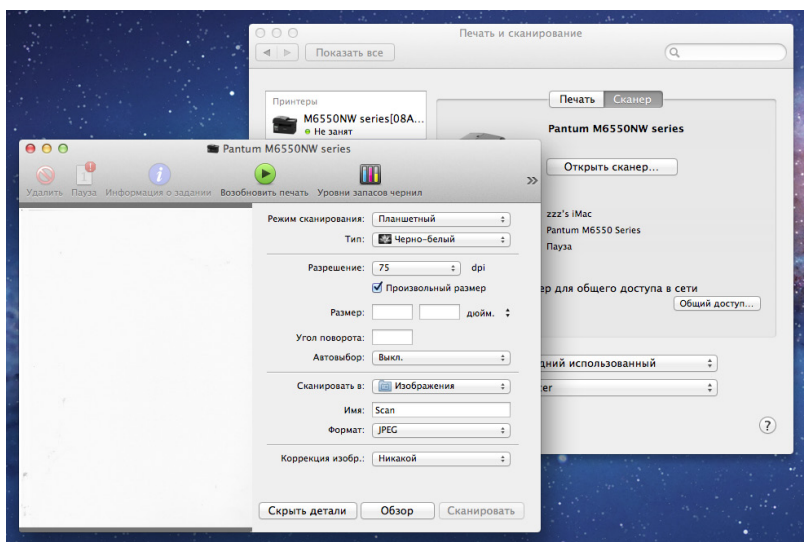 Печать и сканирование
Показать все
Принтеры
M6550NW series[08A...
Не занят
Печать
Сканер
Pantum M6550NW series
Открыть сканер...
zzz's iMac
Pantum M6550 Series
Пауза
ер для общего доступа в сети
Общий доступ...
дний использованный
er
?
Pantum M6550NW series
Удалить
Пауза
Информация о задании
Возобновить печать
Уровни запасов чернил
Режим сканирования: Планшетный
Тип: Черно-белый
Разрешение: 75 dpi
Произвольный размер
Размер: дюйм.
Угол поворота:
Автовыбор: Выкл.
Сканировать в: Изображения
Имя: Scan
Формат: JPEG
Коррекция изобр.: Никакой
Скрыть детали
Обзор
Сканировать